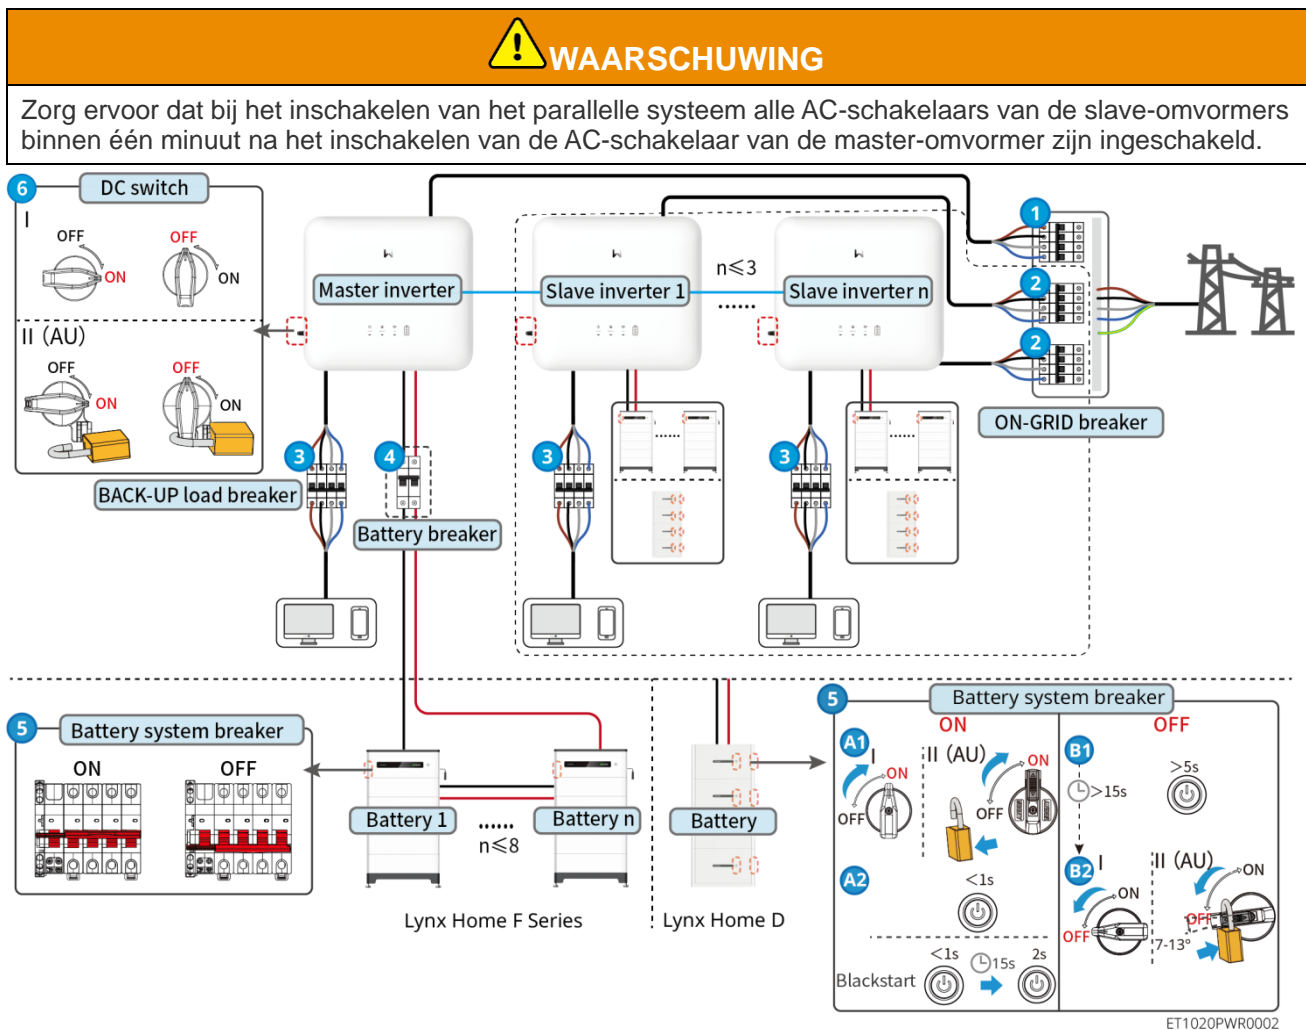 WAARSCHUWING
Zorg ervoor dat bij het inschakelen van het parallelle systeem alle AC-schakelaars van de slave-omvormers
binnen één minuut na het inschakelen van de AC-schakelaar van de master-omvormer zijn ingeschakeld.
6 DC switch
I
OFF
ON
OFF
ON
II (AU)
OFF
ON
OFF
ON
Master inverter
Slave inverter 1
n≤3
......
Slave inverter n
1
2
2
ON-GRID breaker
3
BACK-UP load breaker
4
Battery breaker
3
......
3
......
5 Battery system breaker
ON
OFF
Battery 1
......
n≤8
Battery n
Lynx Home F Series
Battery
Lynx Home D
5 Battery system breaker
ON
A1
I
ON
OFF
II (AU)
ON
OFF
A2
<1s
Blackstart
<1s
15s
2s
OFF
B1
>5s
>15s
B2
I
ON
OFF
II (AU)
ON
OFF
7-13°
ET1020PWR0002